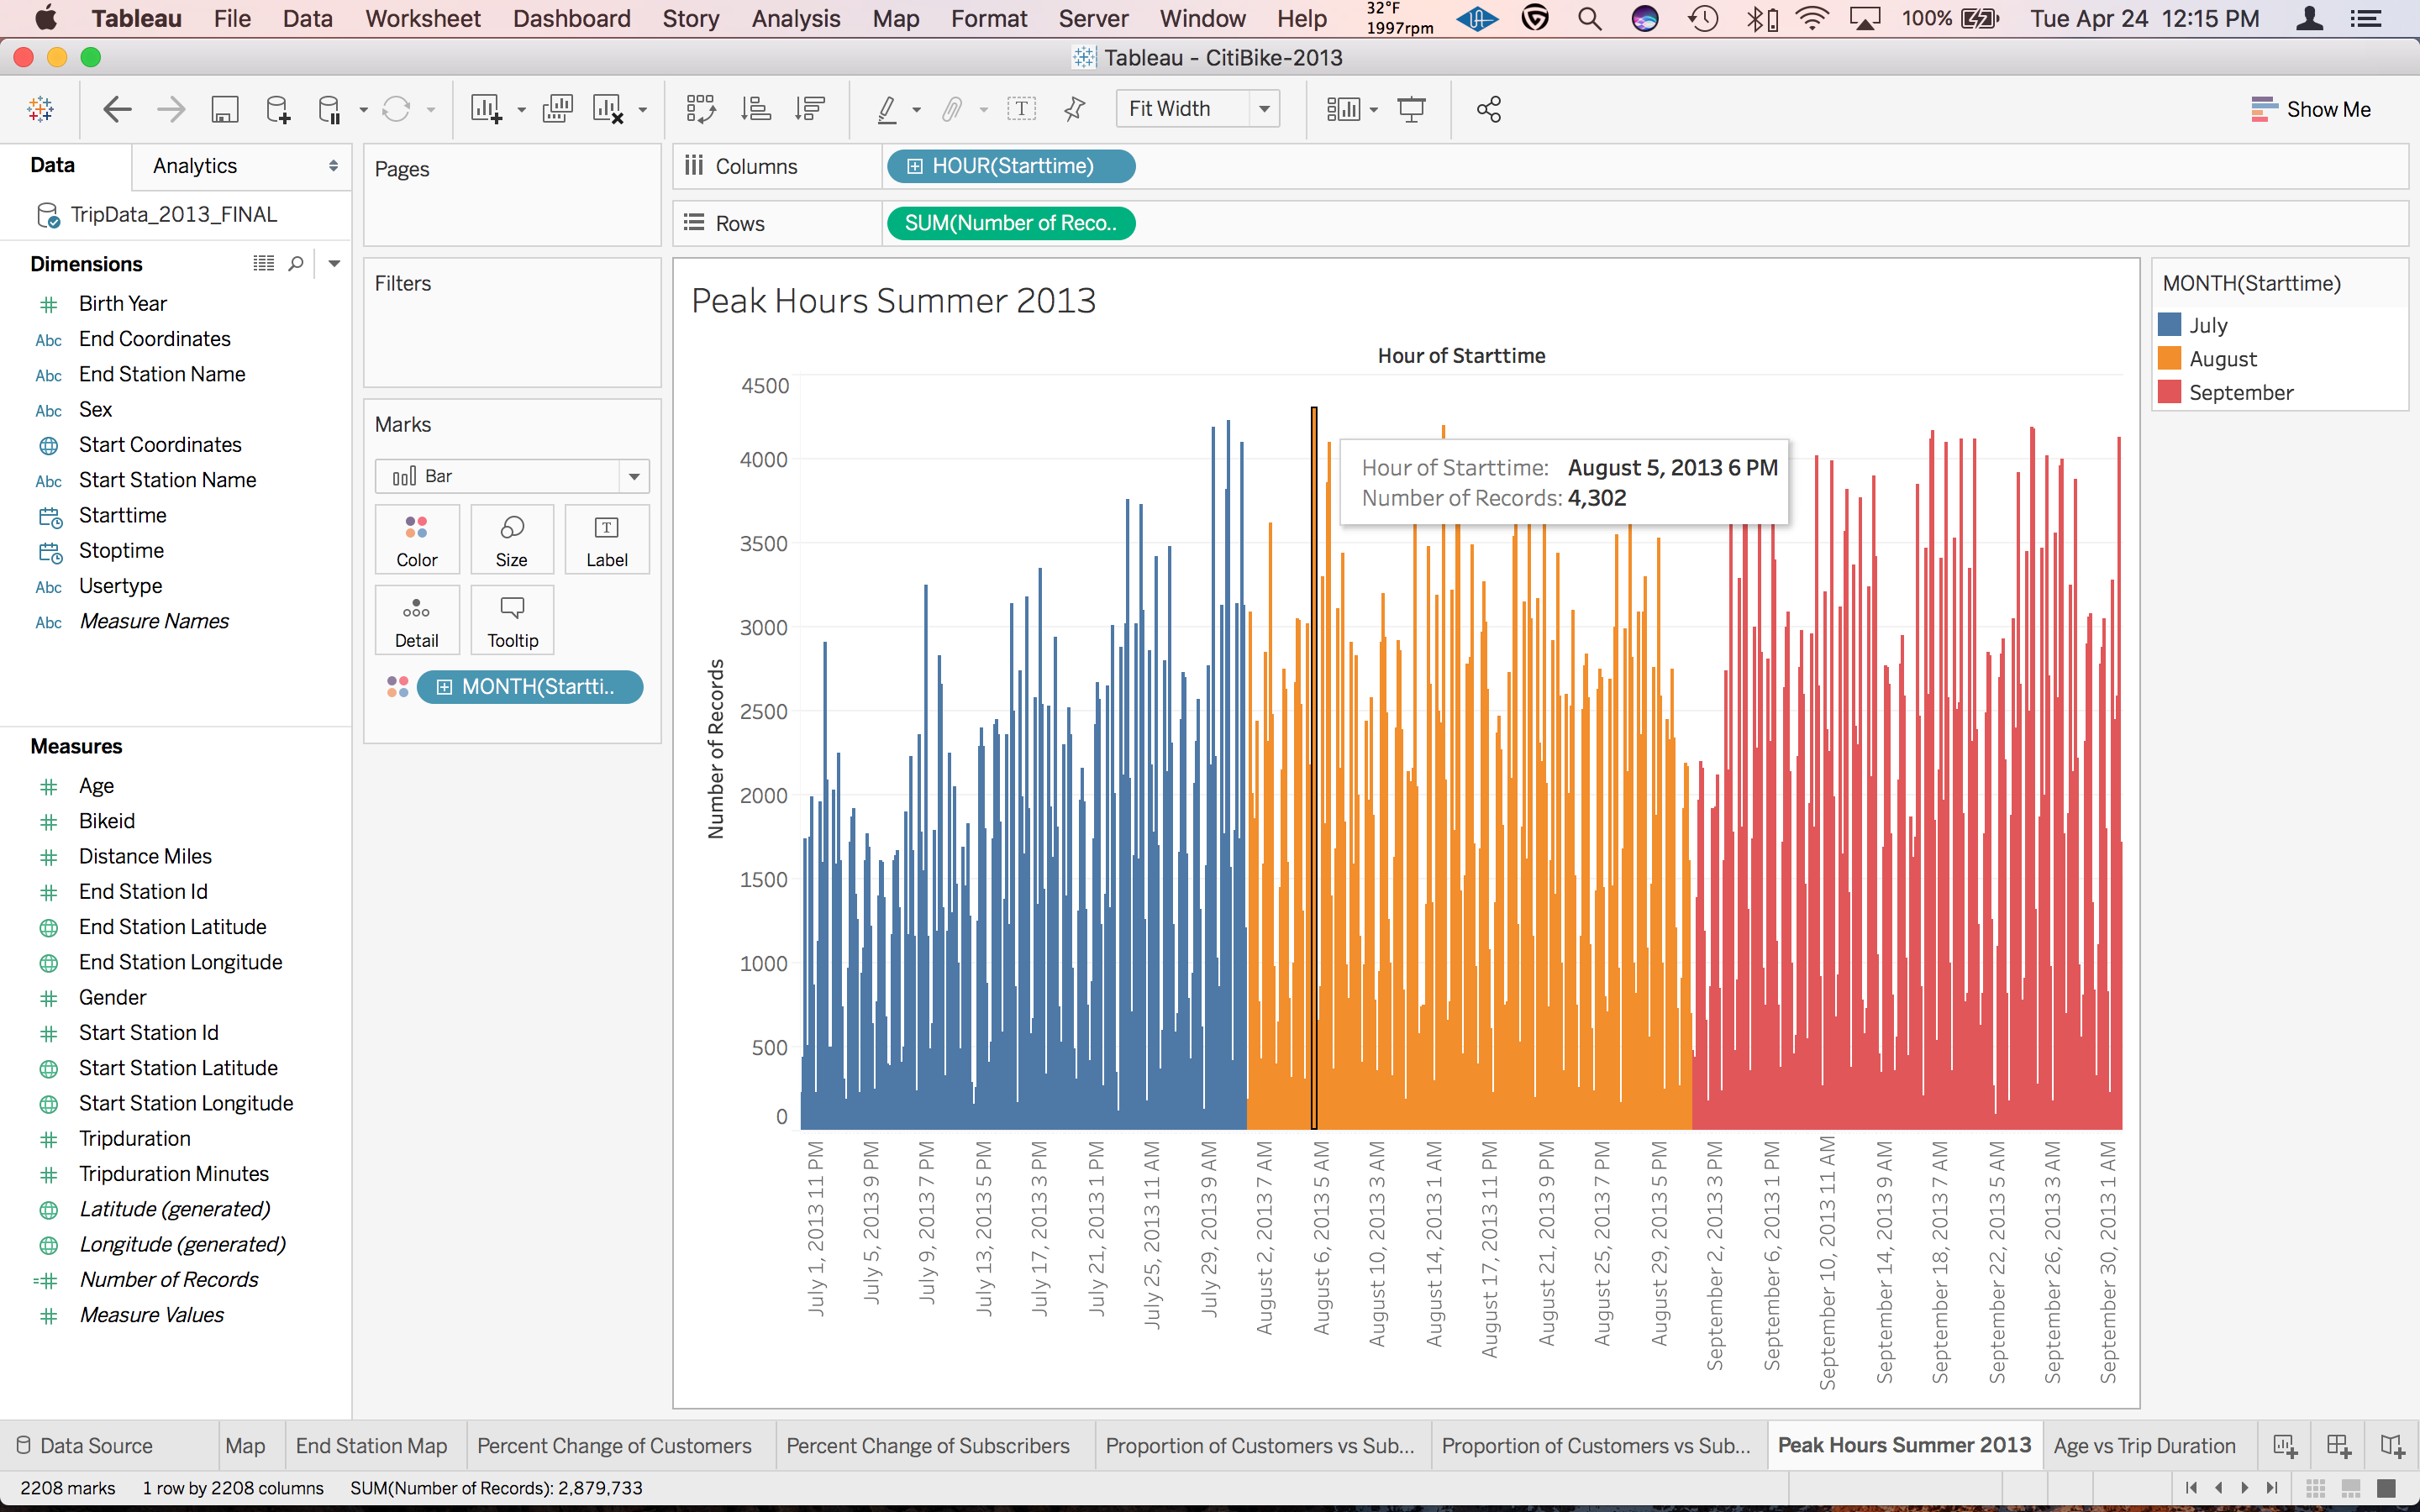 Tableau File Data Worksheet Dashboard Story Analysis Map Format Server Window Help 32°F 1997rpm 100% Tue Apr 24 12:15 PM
Tableau - CitiBike-2013
Fit Width
Show Me
Data
Analytics
TripData_2013_FINAL
Dimensions
# Birth Year
Abc End Coordinates
Abc End Station Name
Abc Sex
Start Coordinates
Abc Start Station Name
Starttime
Stoptime
Abc Usertype
Abc Measure Names
Measures
# Age
# Bikeid
# Distance Miles
# End Station Id
End Station Latitude
End Station Longitude
# Gender
# Start Station Id
Start Station Latitude
Start Station Longitude
# Tripduration
# Tripduration Minutes
Latitude (generated)
Longitude (generated)
=# Number of Records
# Measure Values
Pages
Filters
Marks
Bar
Color
Size
T
Label
Detail
Tooltip
MONTH(Startti..
Columns
HOUR(Starttime)
Rows
SUM(Number of Reco..
Peak Hours Summer 2013
Hour of Starttime
Number of Records
4500
4000
3500
3000
2500
2000
1500
1000
500
0
Hour of Starttime: August 5, 2013 6 PM
Number of Records: 4,302
July 1, 2013 11 PM
July 5, 2013 9 PM
July 9, 2013 7 PM
July 13, 2013 5 PM
July 17, 2013 3 PM
July 21, 2013 1 PM
July 25, 2013 11 AM
July 29, 2013 9 AM
August 2, 2013 7 AM
August 6, 2013 5 AM
August 10, 2013 3 AM
August 14, 2013 1 AM
August 17, 2013 11 PM
August 21, 2013 9 PM
August 25, 2013 7 PM
August 29, 2013 5 PM
September 2, 2013 3 PM
September 6, 2013 1 PM
September 10, 2013 11 AM
September 14, 2013 9 AM
September 18, 2013 7 AM
September 22, 2013 5 AM
September 26, 2013 3 AM
September 30, 2013 1 AM
MONTH(Starttime)
July
August
September
Data Source
Map
End Station Map
Percent Change of Customers
Percent Change of Subscribers
Proportion of Customers vs Sub...
Proportion of Customers vs Sub...
Peak Hours Summer 2013
Age vs Trip Duration
2208 marks
1 row by 2208 columns
SUM(Number of Records): 2,879,733